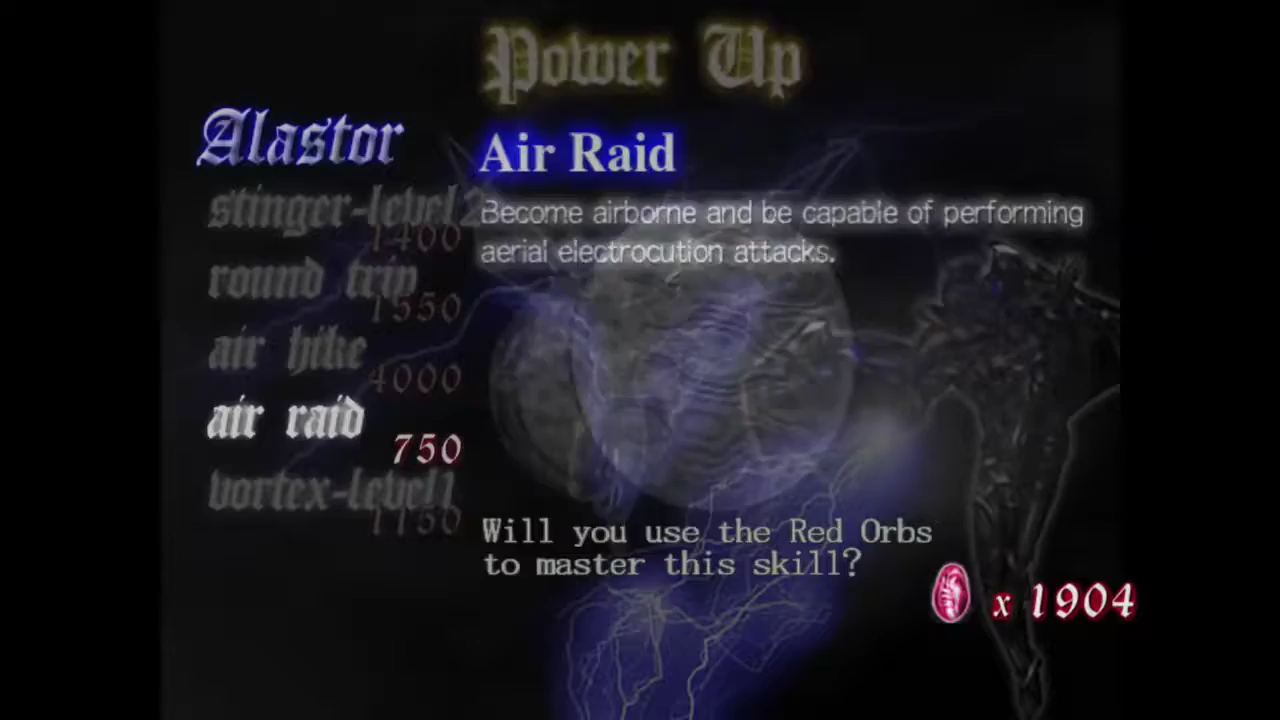 Power Up
Alastor
stinger-level2
1400
round trip
1550
air hike
4000
air raid
750
vortex-level1
1150
Air Raid
Become airborne and be capable of performing
aerial electrocution attacks.
Will you use the Red Orbs
to master this skill?
x 1904